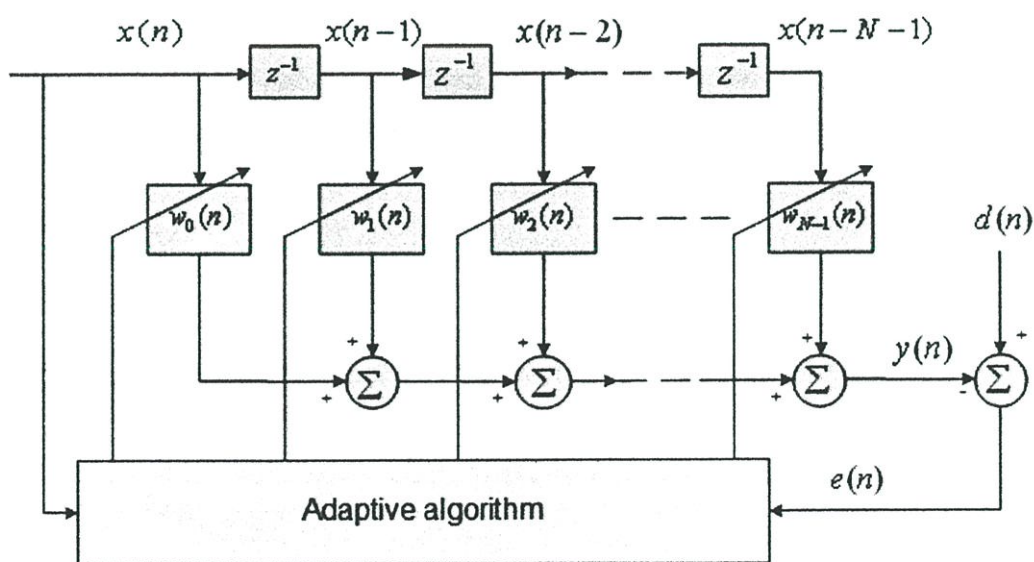 x(n) x(n−1) x(n−2) x(n−N−1)
z⁻¹ z⁻¹ z⁻¹
w₀(n) w₁(n) w₂(n) w_{N−1}(n)
d(n)
+ + + +
y(n)
Σ Σ Σ Σ
+ + + -
e(n)
Adaptive algorithm